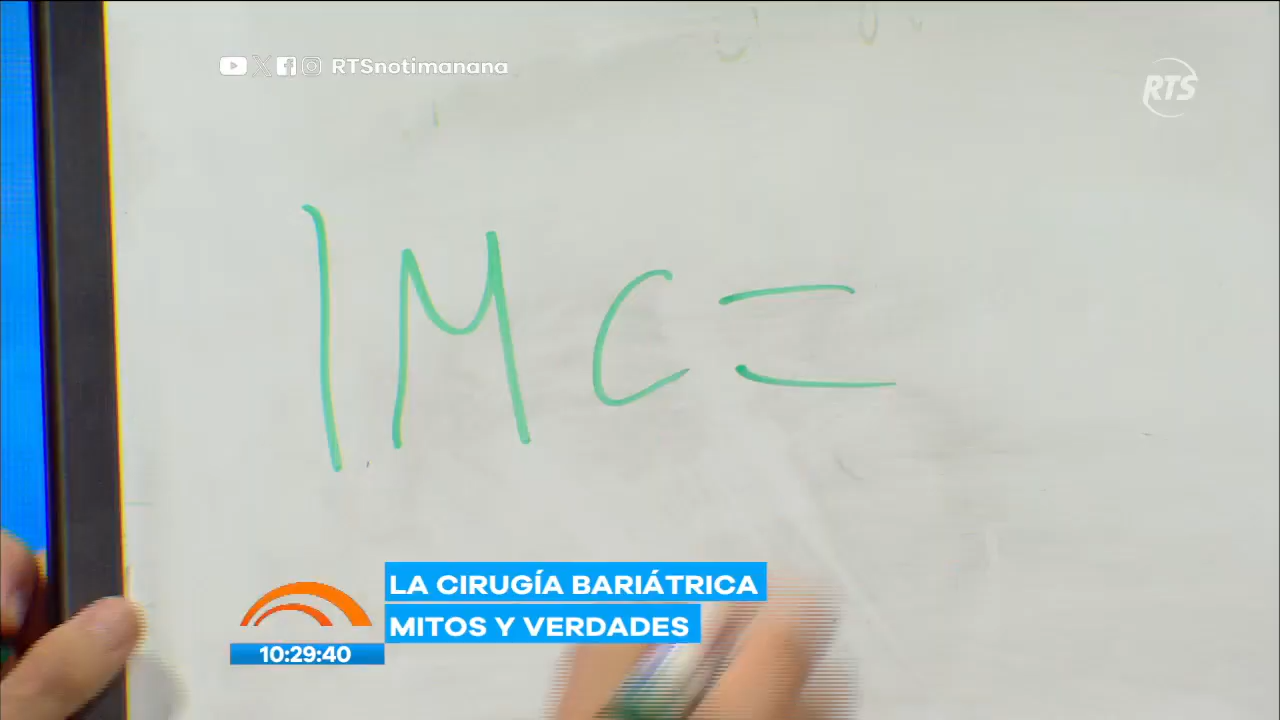 RTSnotimanana
RTS
IMC=
LA CIRUGÍA BARIÁTRICA
MITOS Y VERDADES
10:29:40